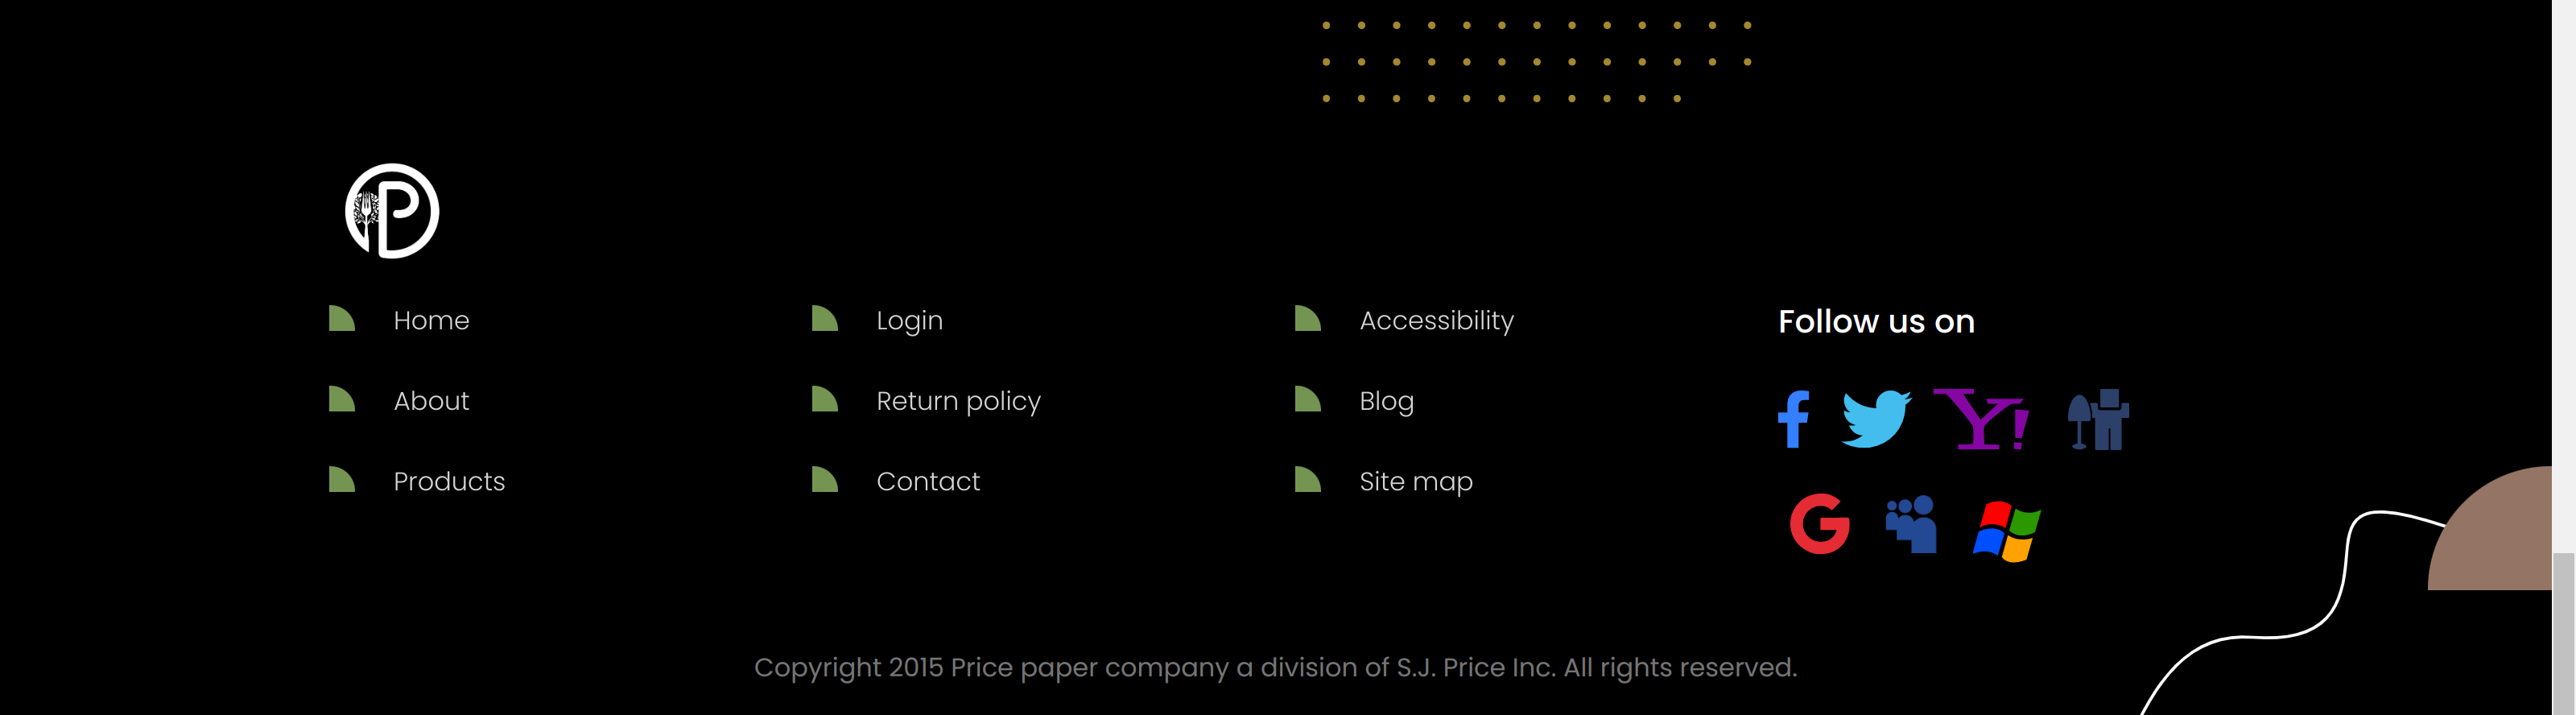 P
Home
Login
Accessibility
Follow us on
About
Return policy
Blog
Products
Contact
Site map
Copyright 2015 Price paper company a division of S.J. Price Inc. All rights reserved.